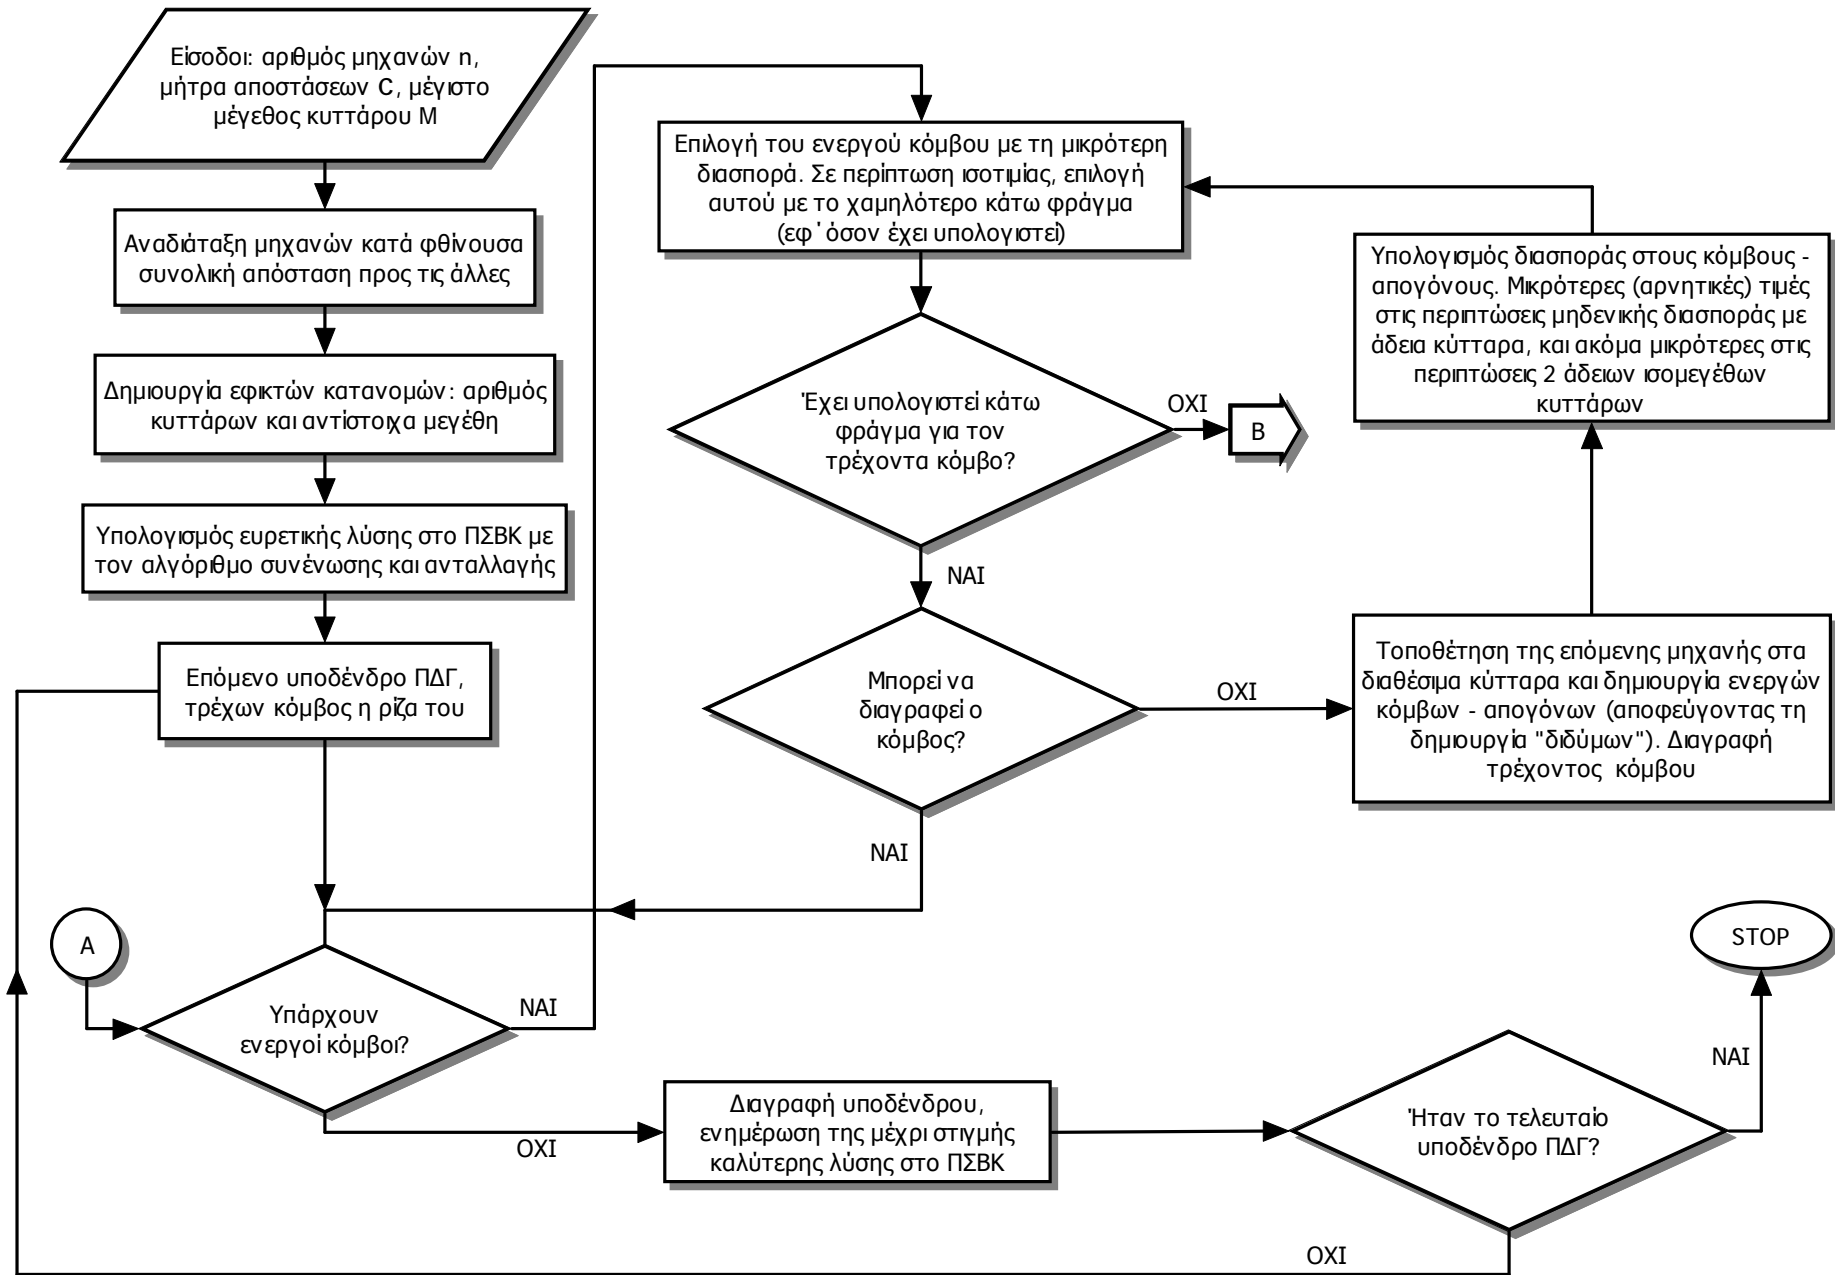 Είσοδοι: αριθμός μηχανών n,
μήτρα αποστάσεων C, μέγιστο
μέγεθος κυττάρου M
Αναδιάταξη μηχανών κατά φθίνουσα
συνολική απόσταση προς τις άλλες
Δημιουργία εφικτών κατανομών: αριθμός
κυττάρων και αντίστοιχα μεγέθη
Υπολογισμός ευρετικής λύσης στο ΠΣΒΚ με
τον αλγόριθμο συνένωσης και ανταλλαγής
Επόμενο υποδένδρο ΠΔΓ,
τρέχων κόμβος η ρίζα του
A
Υπάρχουν
ενεργοί κόμβοι?
ΝΑΙ
ΟΧΙ
Επιλογή του ενεργού κόμβου με τη μικρότερη
διασπορά. Σε περίπτωση ισοτιμίας, επιλογή
αυτού με το χαμηλότερο κάτω φράγμα
(εφ΄όσον έχει υπολογιστεί)
Έχει υπολογιστεί κάτω
φράγμα για τον
τρέχοντα κόμβο?
ΟΧΙ
B
ΝΑΙ
Μπορεί να
διαγραφεί ο
κόμβος?
ΟΧΙ
ΝΑΙ
Υπολογισμός διασποράς στους κόμβους -
απογόνους. Μικρότερες (αρνητικές) τιμές
στις περιπτώσεις μηδενικής διασποράς με
άδεια κύτταρα, και ακόμα μικρότερες στις
περιπτώσεις 2 άδειων ισομεγέθων
κυττάρων
Τοποθέτηση της επόμενης μηχανής στα
διαθέσιμα κύτταρα και δημιουργία ενεργών
κόμβων - απογόνων (αποφεύγοντας τη
δημιουργία "διδύμων"). Διαγραφή
τρέχοντος κόμβου
Διαγραφή υποδένδρου,
ενημέρωση της μέχρι στιγμής
καλύτερης λύσης στο ΠΣΒΚ
Ήταν το τελευταίο
υποδένδρο ΠΔΓ?
ΝΑΙ
STOP
ΟΧΙ